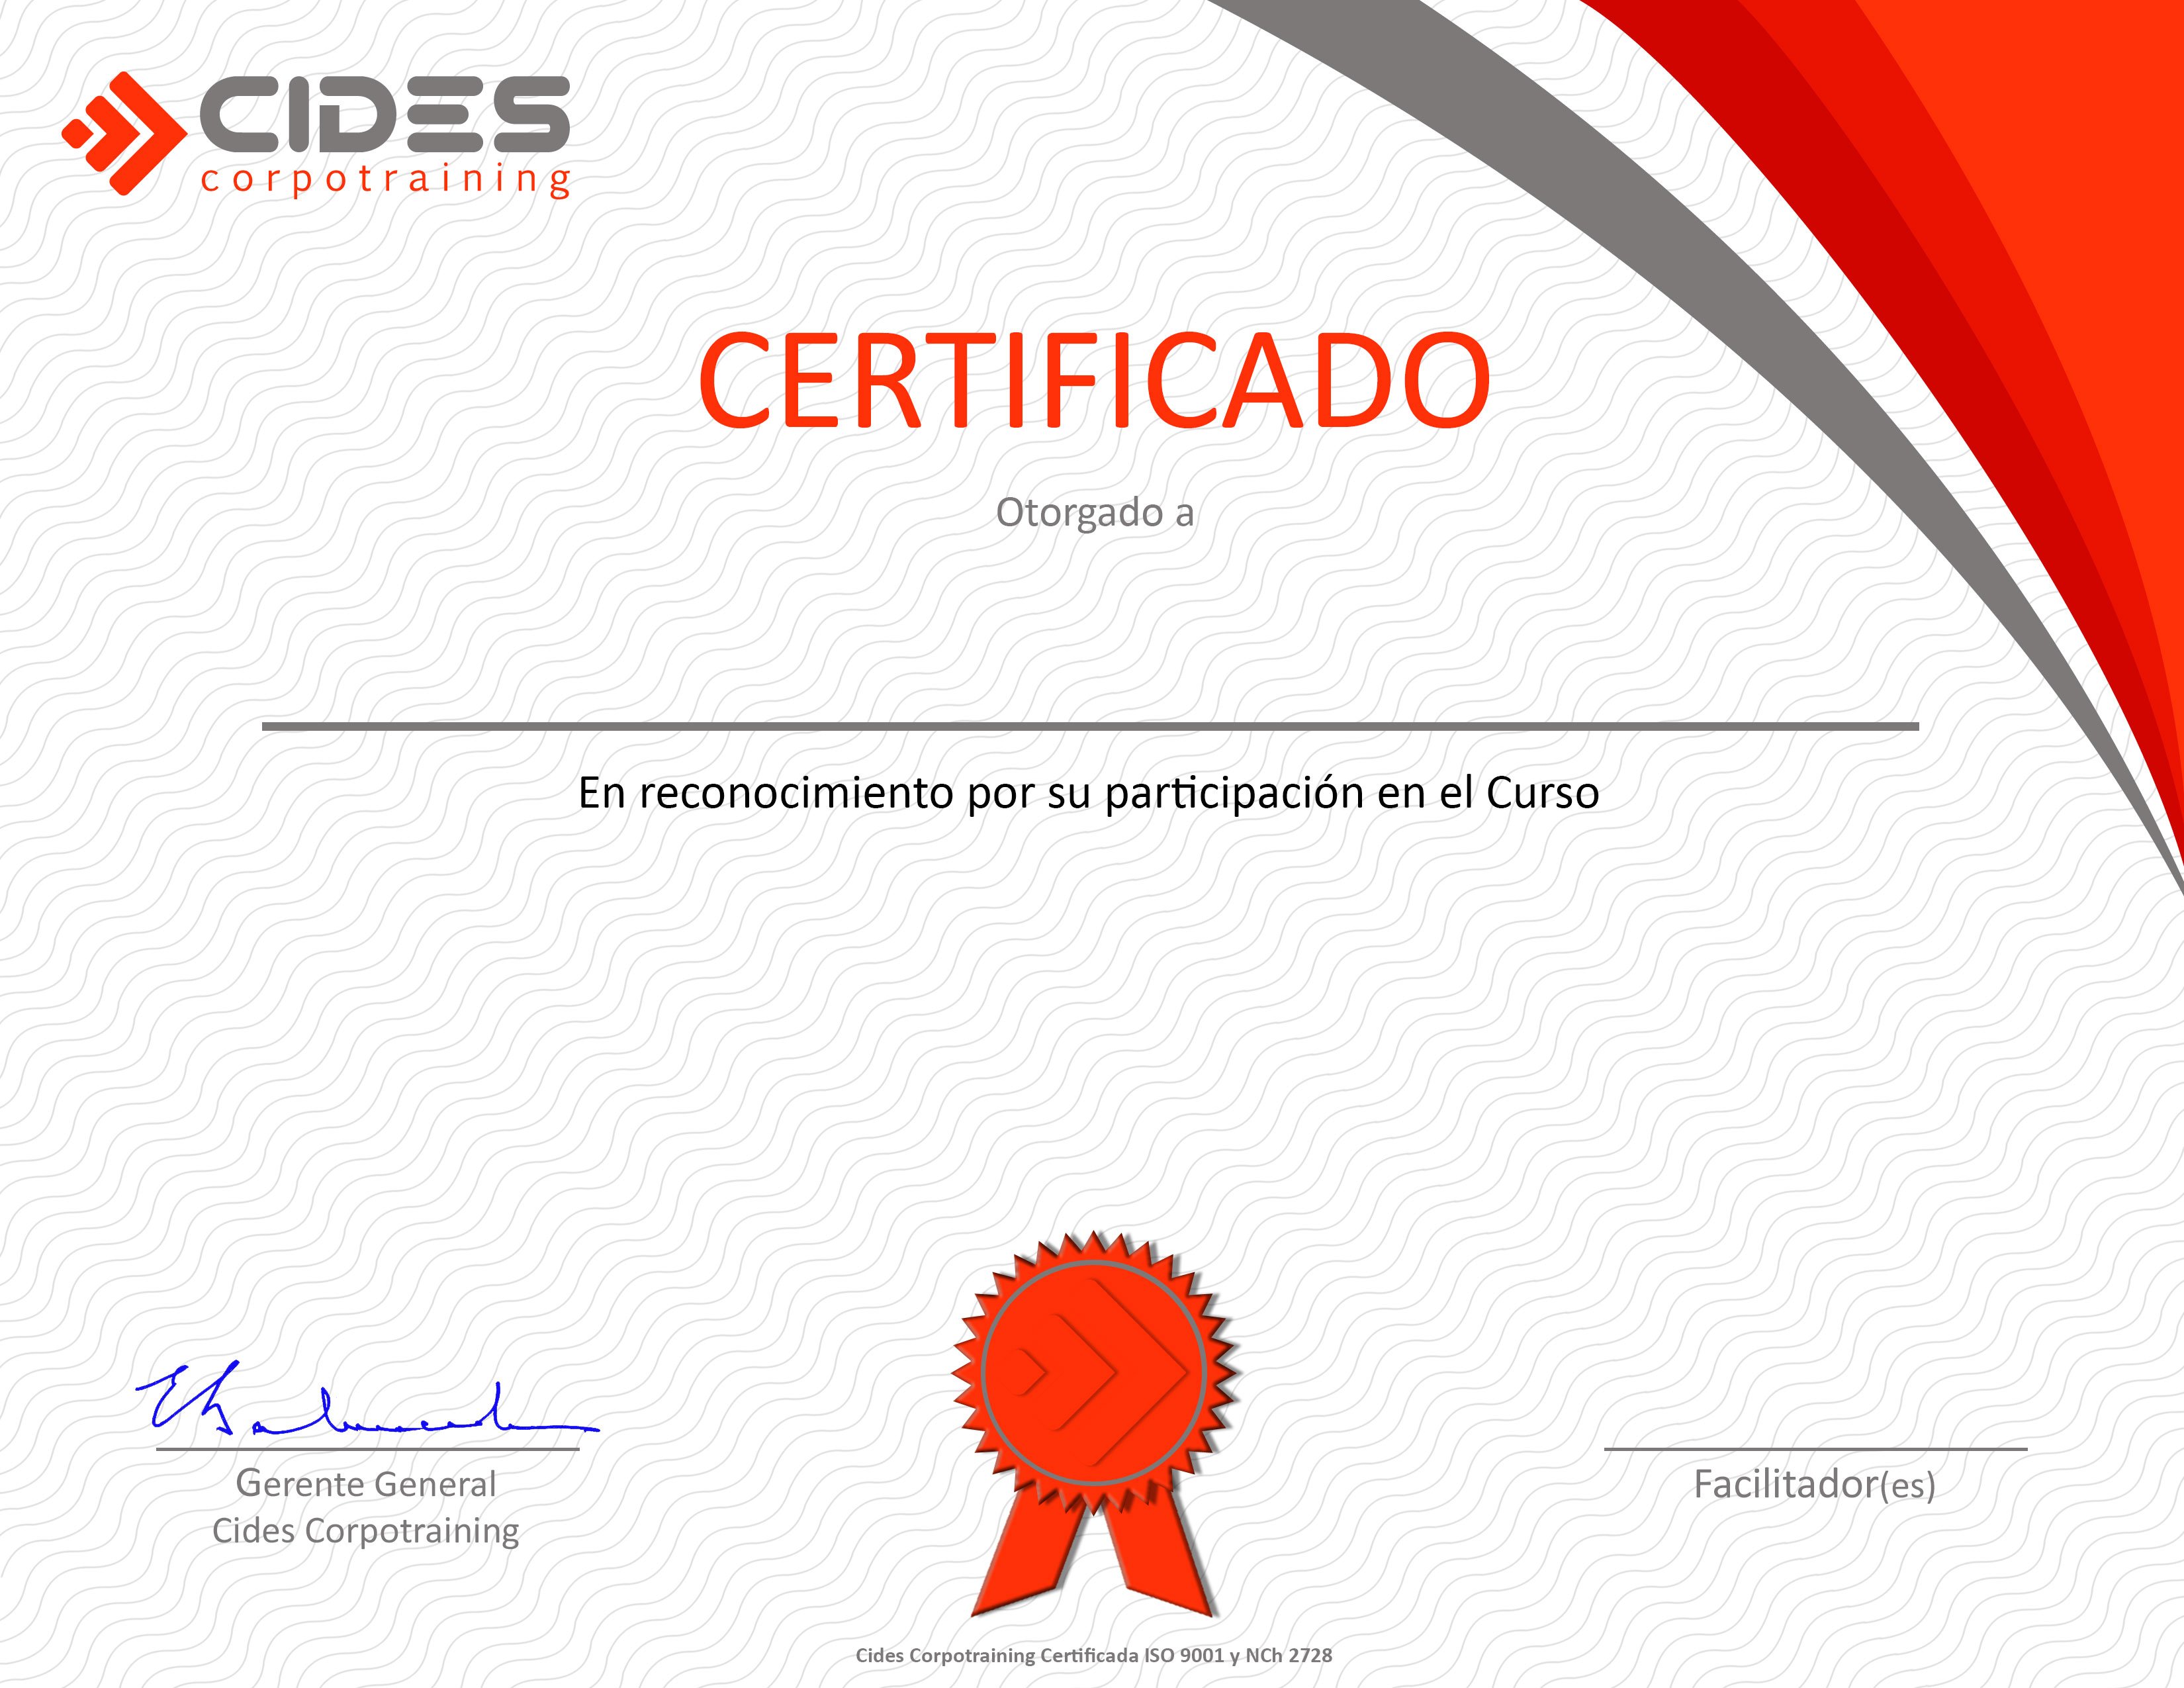 CIDES
corpotraining
CERTIFICADO
Otorgado a
En reconocimiento por su participación en el Curso
Gerente General
Cides Corpotraining
Facilitador(es)
Cides Corpotraining Certificada ISO 9001 y NCh 2728